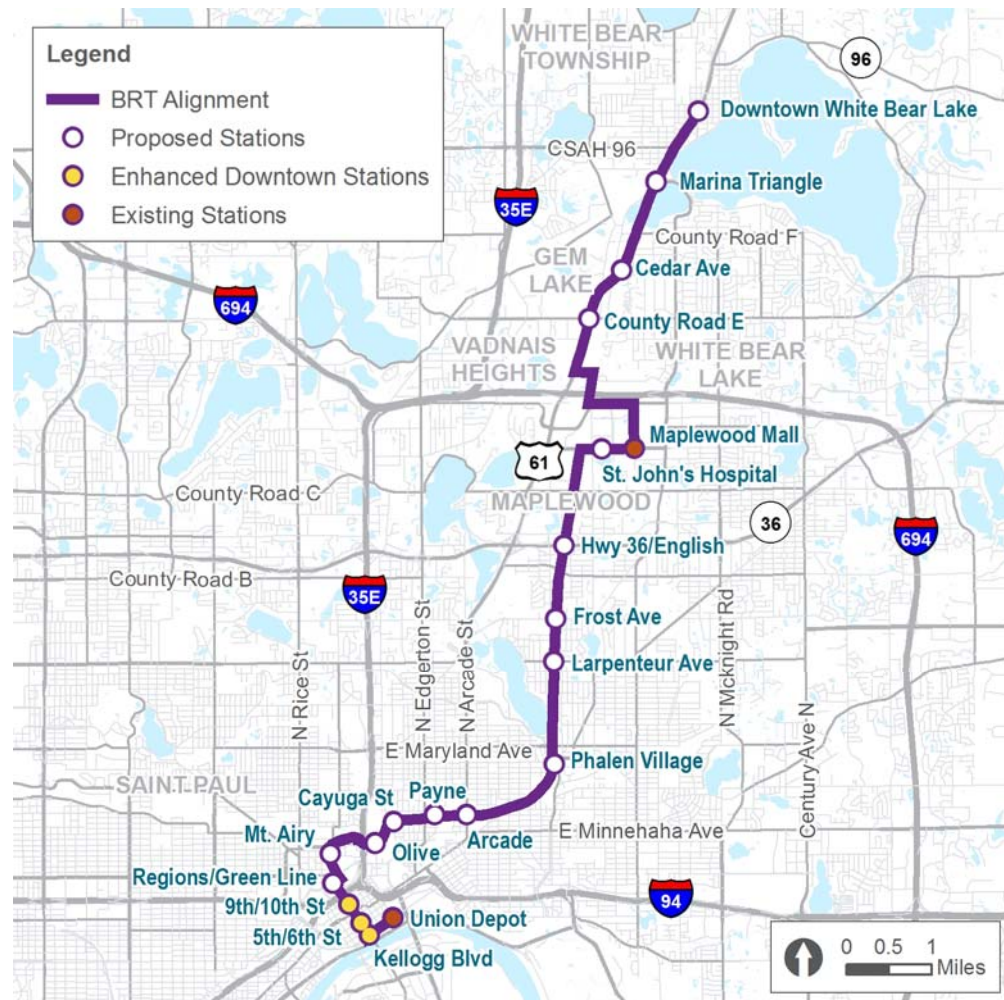 Legend
BRT Alignment
Proposed Stations
Enhanced Downtown Stations
Existing Stations
WHITE BEAR
TOWNSHIP
96
Downtown White Bear Lake
CSAH 96
Marina Triangle
35E
County Road F
GEM
LAKE
Cedar Ave
694
County Road E
VADNAIS
HEIGHTS
WHITE BEAR
LAKE
Maplewood Mall
61
St. John's Hospital
County Road C
MAPLEWOOD
36
694
Hwy 36/English
County Road B
35E
Frost Ave
N Rice St
N Edgerton St
N Arcade St
Larpenteur Ave
N Mcknight Rd
Century Ave N
E Maryland Ave
Phalen Village
SAINT PAUL
Cayuga St
Payne
Mt. Airy
Olive
Arcade
E Minnehaha Ave
Regions/Green Line
94
9th/10th St
Union Depot
5th/6th St
Kellogg Blvd
0 0.5 1
Miles